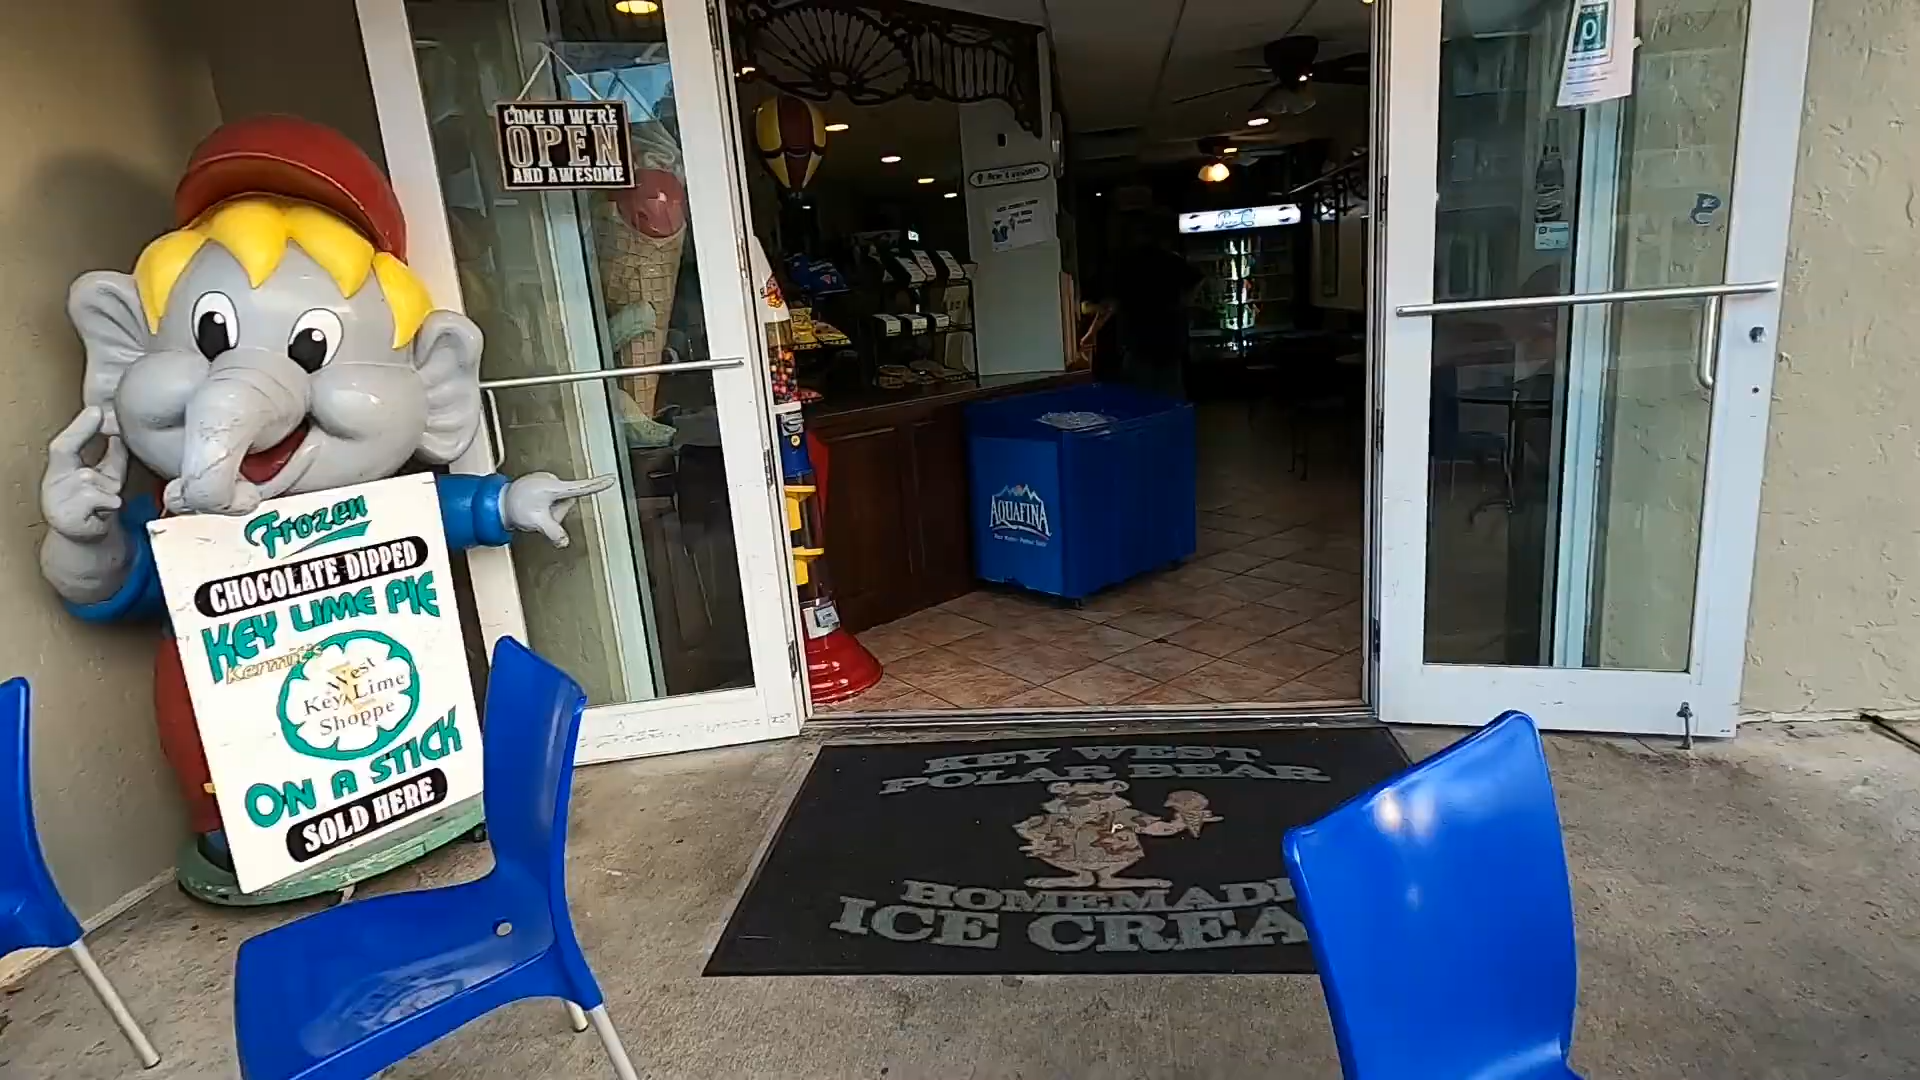 COME IN WE'RE
OPEN
AND AWESOME
Frozen
CHOCOLATE DIPPED
KEY LIME PIE
Kermit's
West
Key Lime
Shoppe
ON A STICK
SOLD HERE
AQUAFINA
KEY WEST
POLAR BEAR
HOMEMADE
ICE CREA